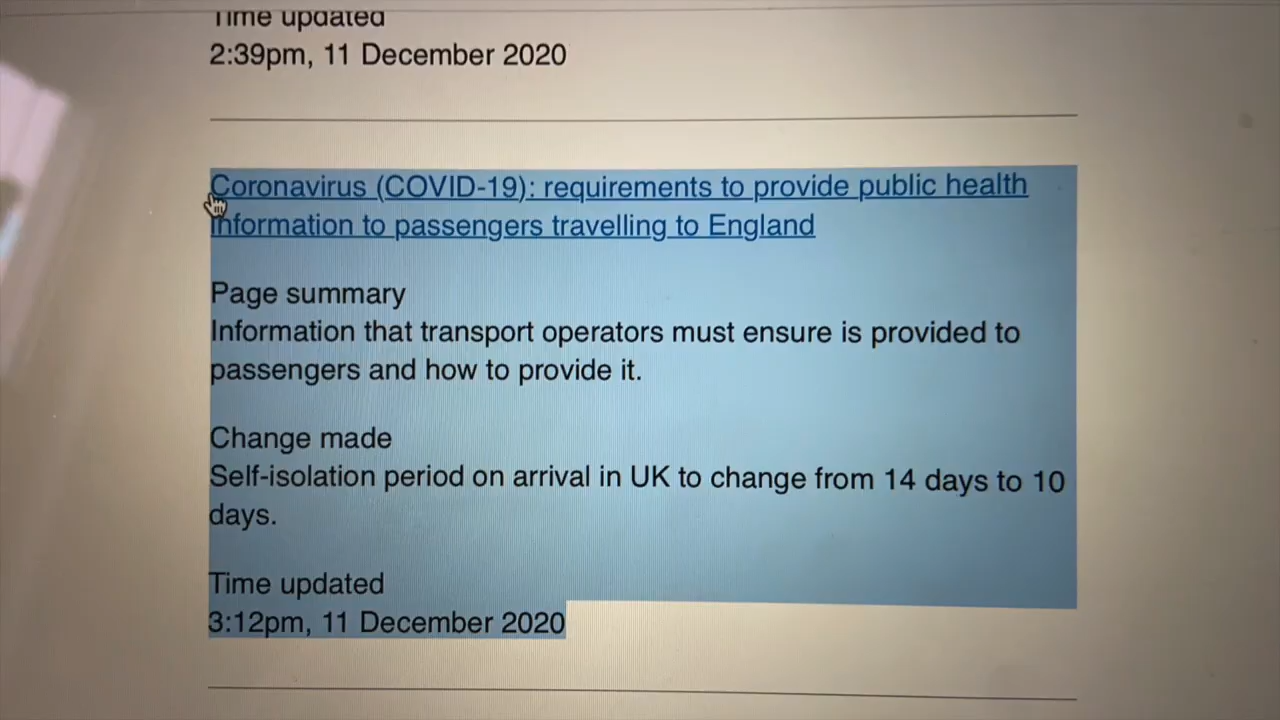 Time updated
2:39pm, 11 December 2020
Coronavirus (COVID-19): requirements to provide public health
information to passengers travelling to England
Page summary
Information that transport operators must ensure is provided to
passengers and how to provide it.
Change made
Self-isolation period on arrival in UK to change from 14 days to 10
days.
Time updated
3:12pm, 11 December 2020